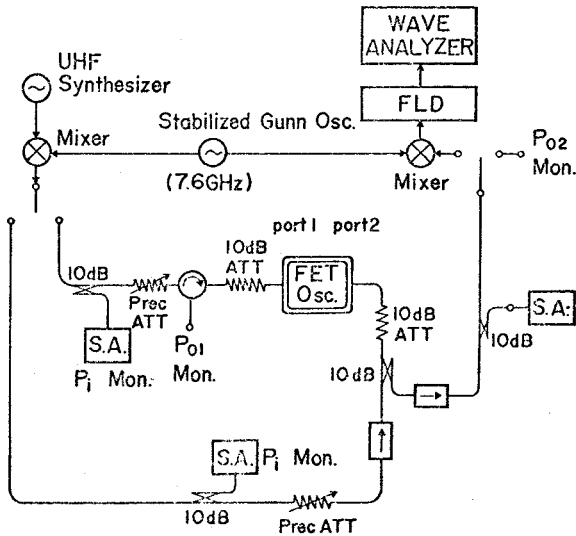 UHF
Synthesizer
WAVE
ANALYZER
FLD
Stabilized Gunn Osc.
Mixer
(7.6GHz)
Mixer
P02
Mon.
port1 port2
10dB
10dB
ATT
FET
Osc.
Prec
ATT
10dB
ATT
S.A.
Pi Mon.
P01
Mon.
S.A.
10dB
10dB
S.A.
Pi Mon.
10dB
Prec ATT